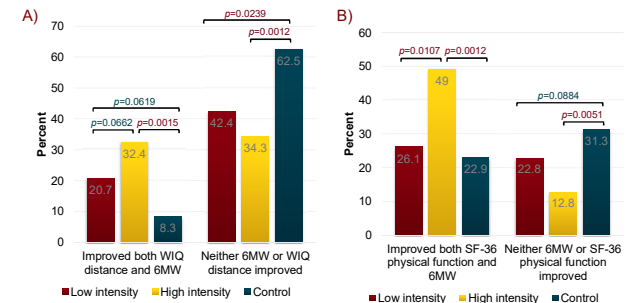 A)
p=0.0239
p=0.0012
p=0.0619
p=0.0662
p=0.0015
Percent
70
60
50
40
30
20
10
0
20.7
32.4
8.3
42.4
34.3
62.5
Improved both WIQ
distance and 6MW
Neither 6MW or WIQ
distance improved
Low intensity
High intensity
Control
B)
p=0.0107
p=0.0012
p=0.0884
p=0.0051
Percent
60
50
40
30
20
10
0
26.1
49
22.9
22.8
12.8
31.3
Improved both SF-36
physical function and
6MW
Neither 6MW or SF-36
physical function
improved
Low intensity
High intensity
Control